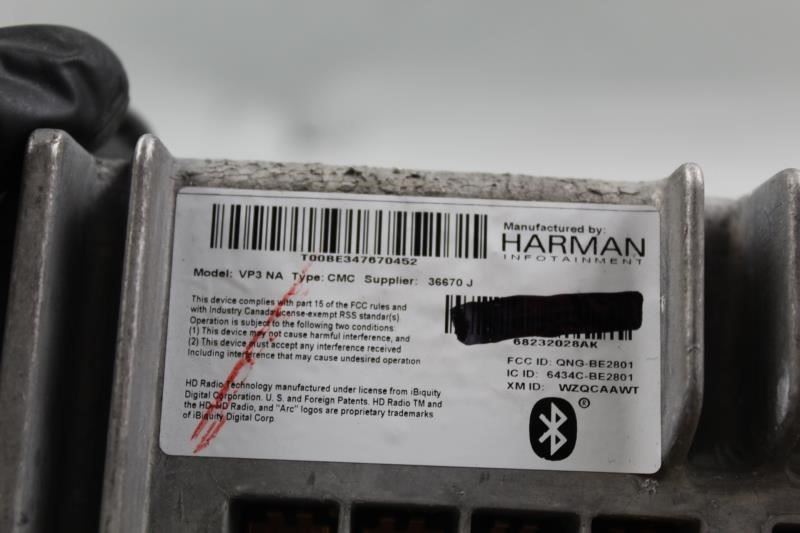 T00BE347670452
Manufactured by:
HARMAN
INFOTAINMENT
Model: VP3 NA Type: CMC Supplier: 36670 J
This device complies with part 15 of the FCC rules and
with Industry Canada license-exempt RSS standar(s).
Operation is subject to the following two conditions:
(1) This device may not cause harmful interference, and
(2) This device must accept any interference received
Including interference that may cause undesired operation
68232028AK
FCC ID: QNG-BE2801
IC ID: 6434C-BE2801
XM ID: WZQCAAWT
HD Radio Technology manufactured under license from iBiquity
Digital Corporation. U.S. and Foreign Patents. HD Radio TM and
the HD, HD Radio, and "Arc" logos are proprietary trademarks
of iBiquity Digital Corp.
®